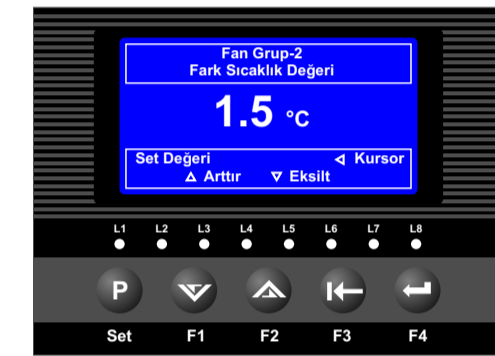 Fan Grup-2
Fark Sıcaklık Değeri
1.5 °C
Set Değeri ◁ Kursor
△ Arttır ▽ Eksilt
L1 L2 L3 L4 L5 L6 L7 L8
P
Set F1 F2 F3 F4